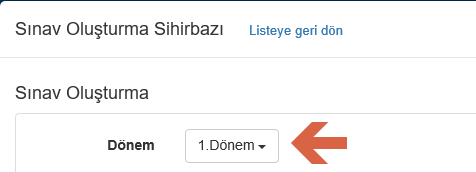 Sınav Oluşturma Sihirbazı Listeye geri dön
Sınav Oluşturma
Dönem 1.Dönem